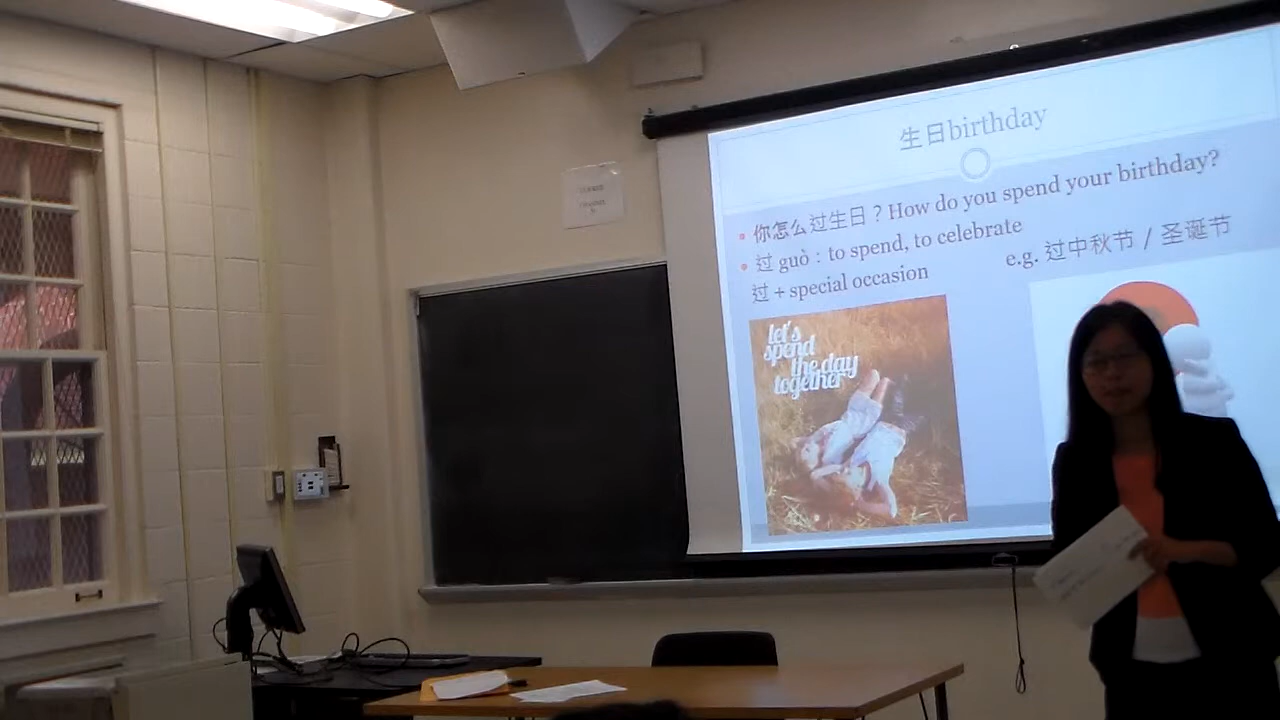 生日birthday
你怎么过生日？How do you spend your birthday?
过 guò : to spend, to celebrate
过 + special occasion e.g. 过中秋节 / 圣诞节
let's
spend
the day
together